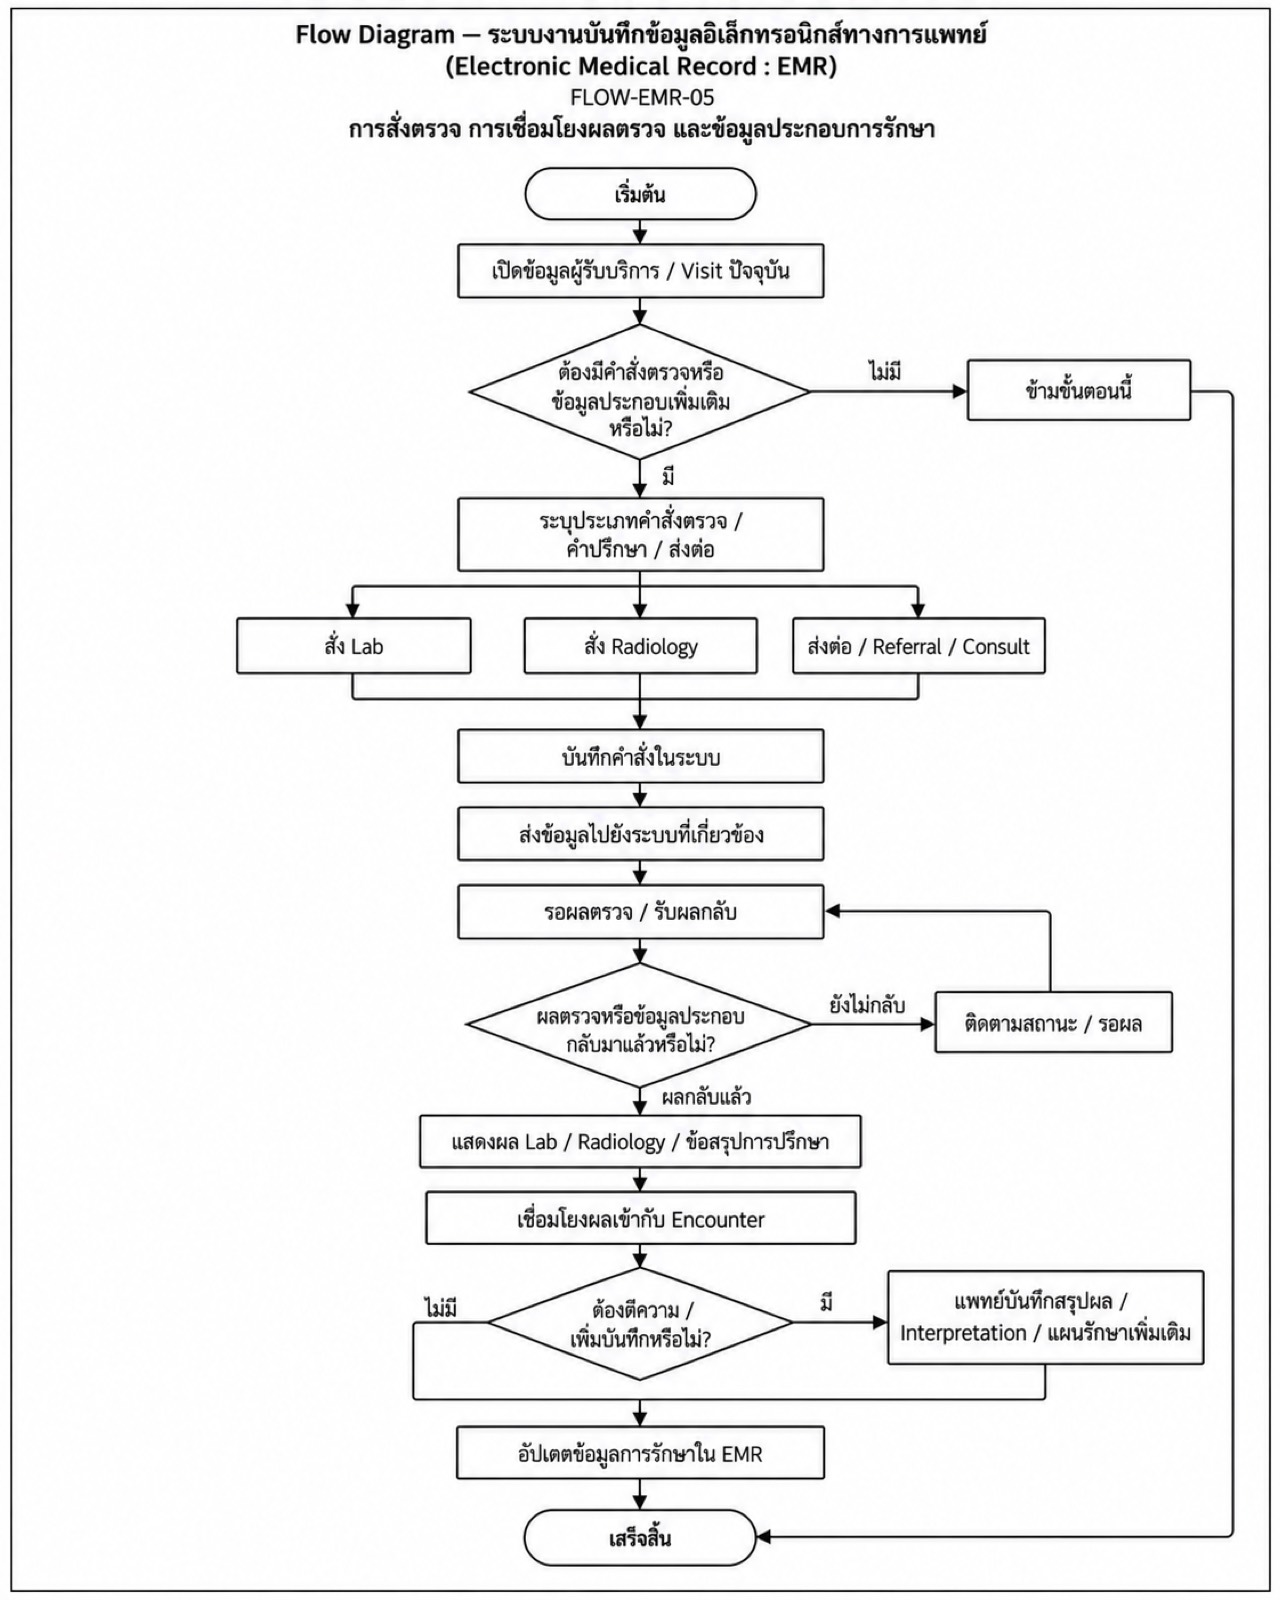 Flow Diagram — ระบบงานบันทึกข้อมูลอิเล็กทรอนิกส์ทางการแพทย์
(Electronic Medical Record : EMR)
FLOW-EMR-05
การสั่งตรวจ การเชื่อมโยงผลตรวจ และข้อมูลประกอบการรักษา
เริ่มต้น
เปิดข้อมูลผู้รับบริการ / Visit ปัจจุบัน
ต้องมีคำสั่งตรวจหรือ
ข้อมูลประกอบเพิ่มเติม
หรือไม่?
ไม่มี
ข้ามขั้นตอนนี้
มี
ระบุประเภทคำสั่งตรวจ /
คำปรึกษา / ส่งต่อ
สั่ง Lab
สั่ง Radiology
ส่งต่อ / Referral / Consult
บันทึกคำสั่งในระบบ
ส่งข้อมูลไปยังระบบที่เกี่ยวข้อง
รอผลตรวจ / รับผลกลับ
ผลตรวจหรือข้อมูลประกอบ
กลับมาแล้วหรือไม่?
ยังไม่กลับ
ติดตามสถานะ / รอผล
ผลกลับแล้ว
แสดงผล Lab / Radiology / ข้อสรุปการปรึกษา
เชื่อมโยงผลเข้ากับ Encounter
ต้องตีความ /
เพิ่มบันทึกหรือไม่?
ไม่มี
มี
แพทย์บันทึกสรุปผล /
Interpretation / แผนรักษาเพิ่มเติม
อัปเดตข้อมูลการรักษาใน EMR
เสร็จสิ้น